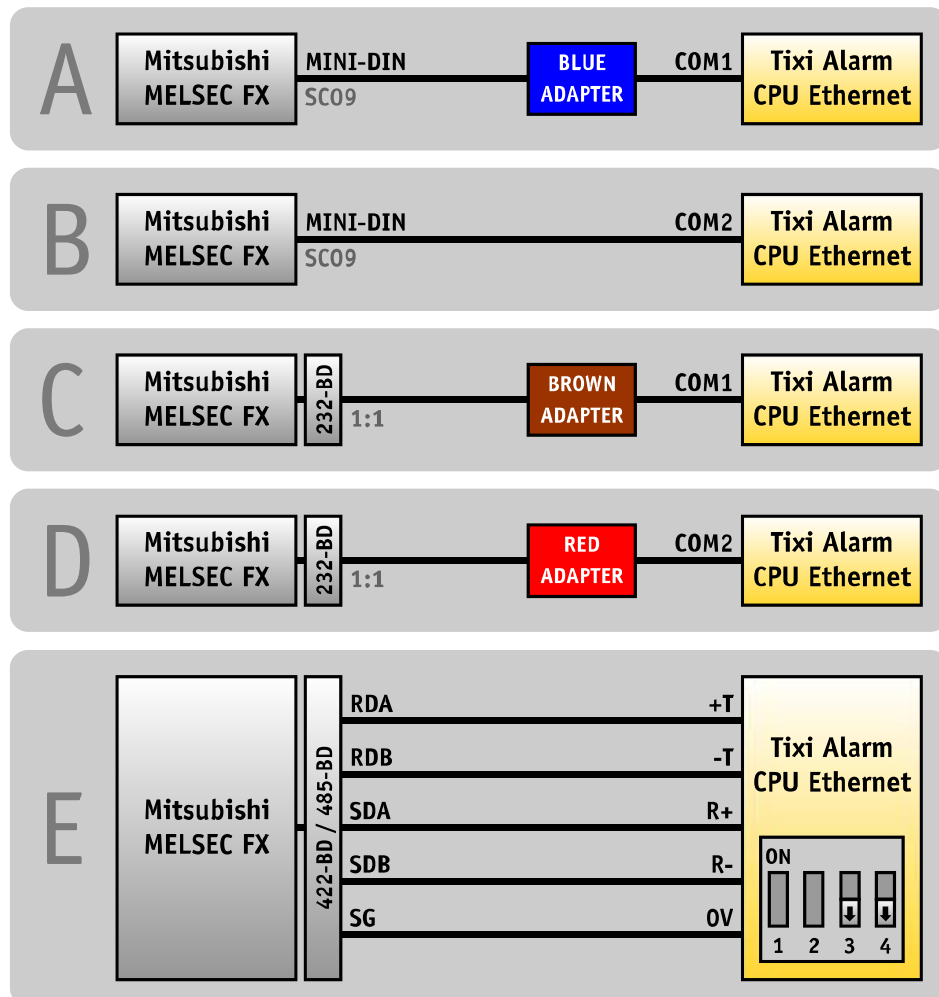 A
Mitsubishi
MELSEC FX
MINI-DIN
SC09
BLUE
ADAPTER
COM1
Tixi Alarm
CPU Ethernet
B
Mitsubishi
MELSEC FX
MINI-DIN
SC09
COM2
Tixi Alarm
CPU Ethernet
C
Mitsubishi
MELSEC FX
232-BD
1:1
BROWN
ADAPTER
COM1
Tixi Alarm
CPU Ethernet
D
Mitsubishi
MELSEC FX
232-BD
1:1
RED
ADAPTER
COM2
Tixi Alarm
CPU Ethernet
E
Mitsubishi
MELSEC FX
422-BD / 485-BD
RDA
+T
RDB
-T
SDA
R+
SDB
R-
SG
0V
Tixi Alarm
CPU Ethernet
ON
1 2 3 4